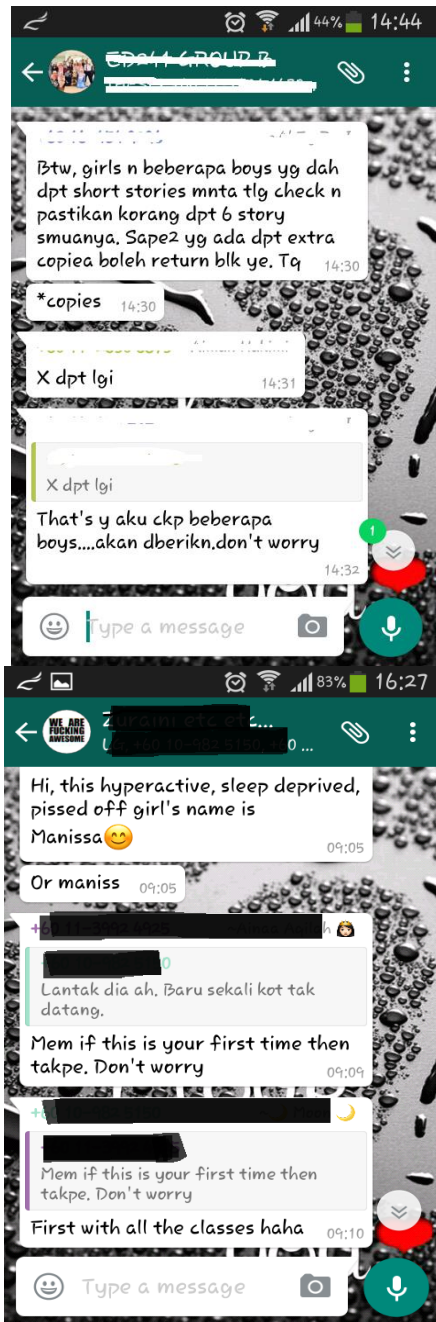 44% 14:44
Btw, girls n beberapa boys yg dah
dpt short stories mnta tlg check n
pastikan korang dpt 6 story
smuanya. Sape2 yg ada dpt extra
copiea boleh return blk ye. Tq 14:30
*copies 14:30
X dpt lgi 14:31
X dpt lgi
That's y aku ckp beberapa
boys....akan dberikn.don't worry
1
14:32
Type a message
83% 16:27
WE ARE
FUCKING
AWESOME
Hi, this hyperactive, sleep deprived,
pissed off girl's name is
Manissa😊 09:05
Or maniss 09:05
Lantak dia ah. Baru sekali kot tak
datang.
Mem if this is your first time then
takpe. Don't worry 09:09
Mem if this is your first time then
takpe. Don't worry
First with all the classes haha 09:10
Type a message